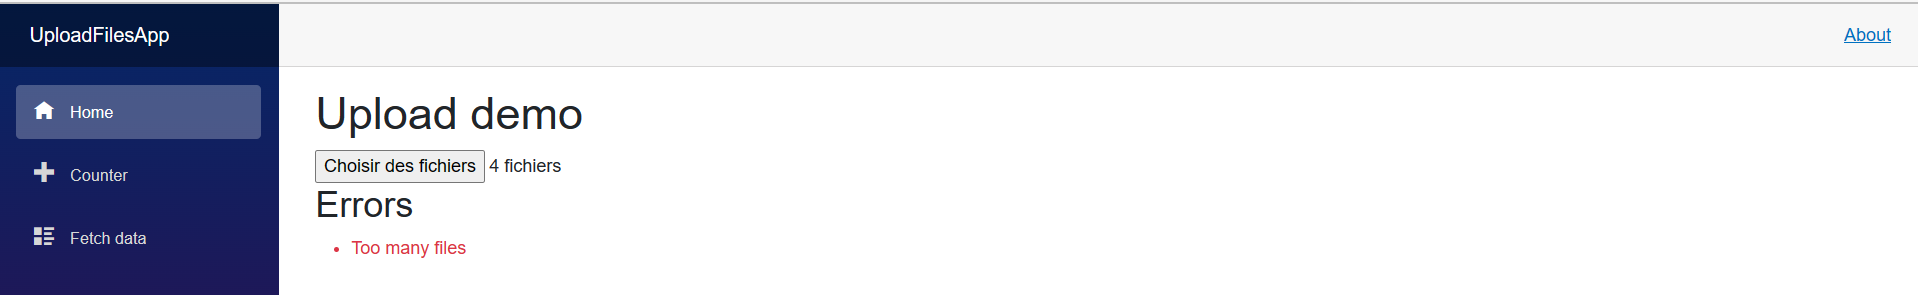 UploadFilesApp
About
Home
Counter
Fetch data
Upload demo
Choisir des fichiers 4 fichiers
Errors
Too many files